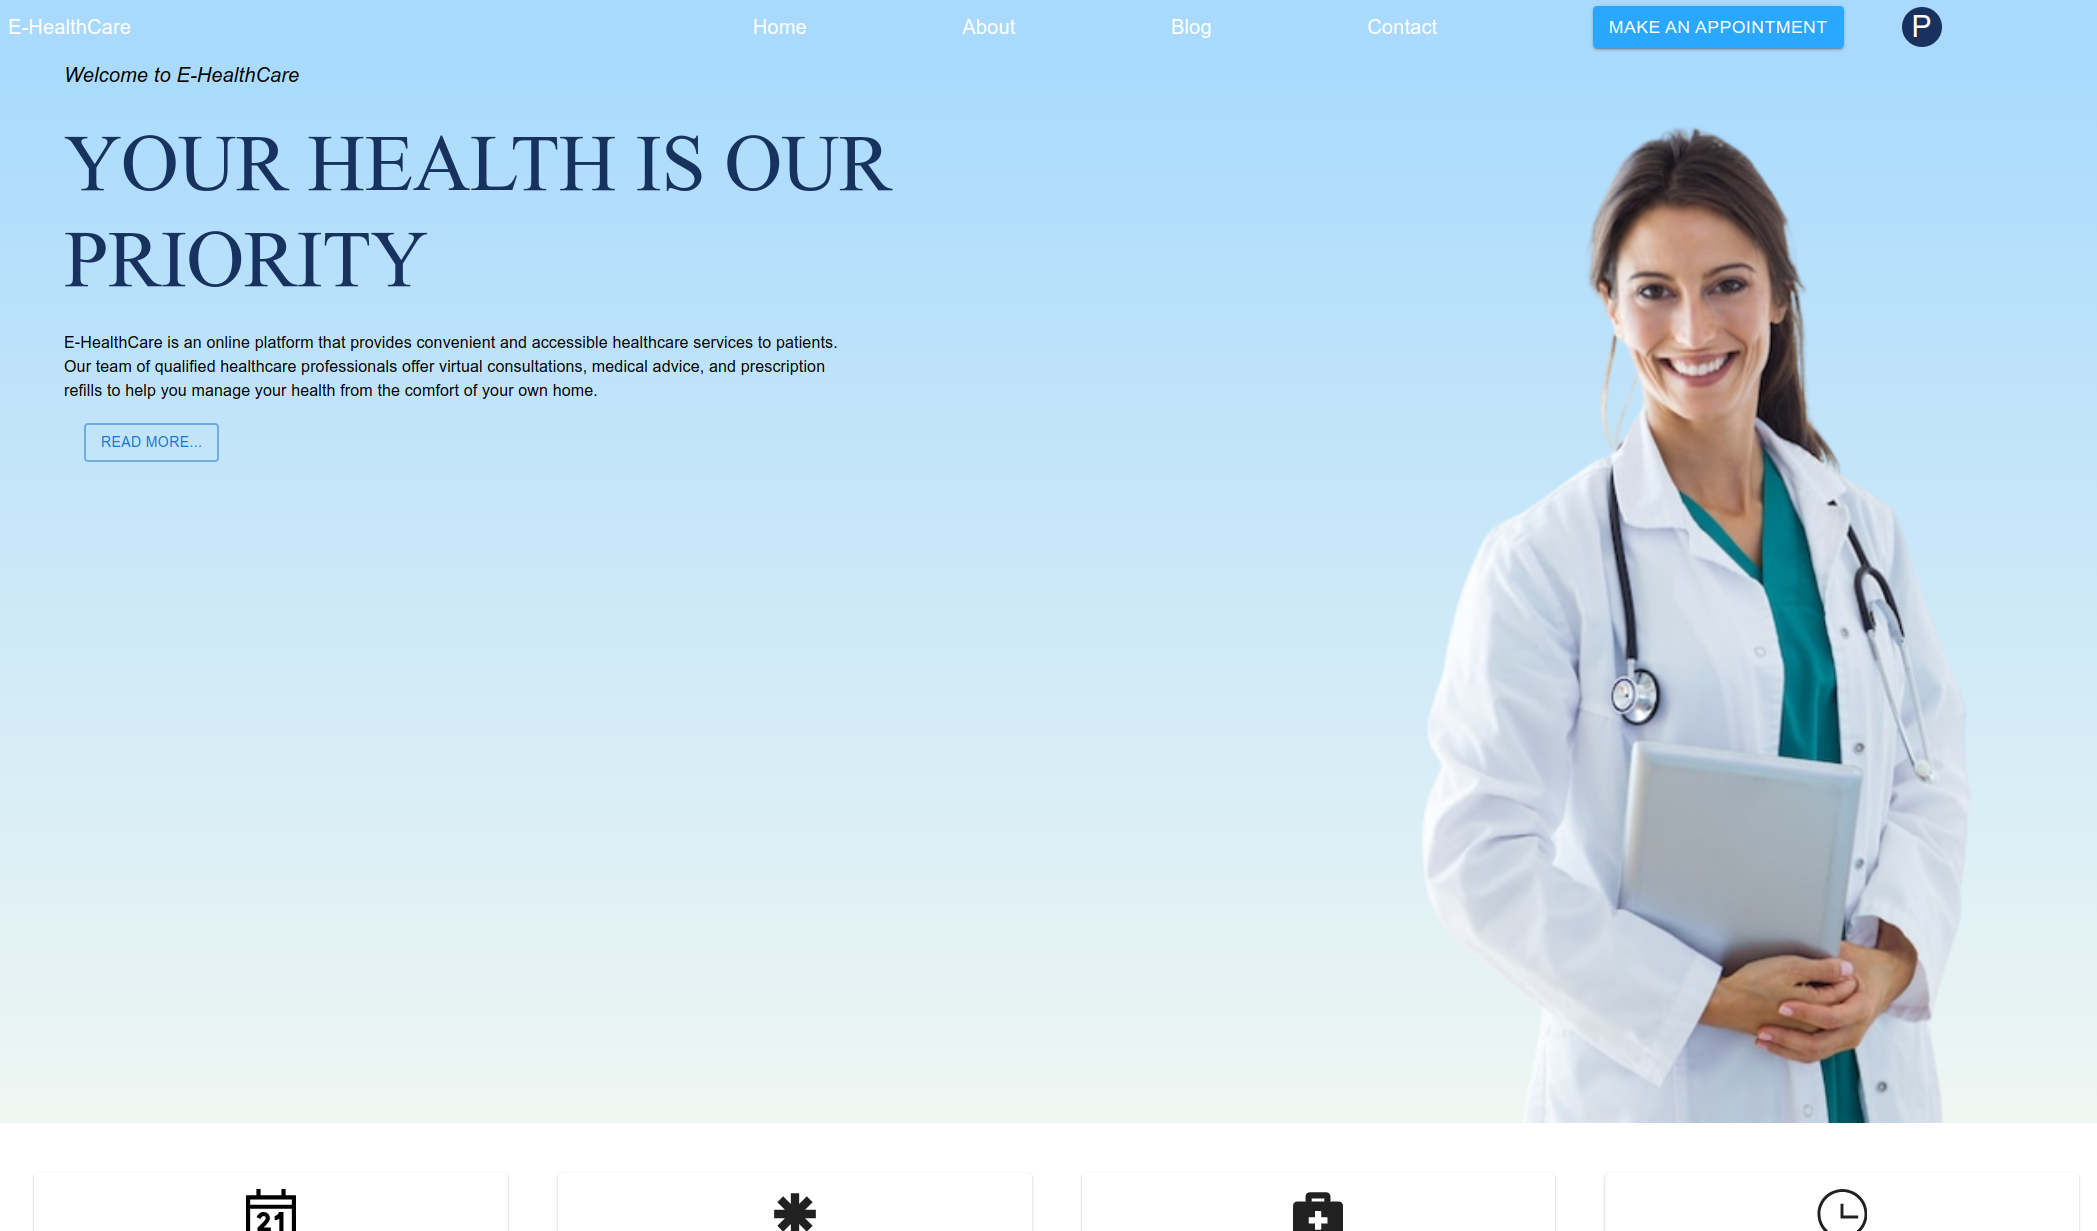 E-HealthCare
Home
About
Blog
Contact
MAKE AN APPOINTMENT
P
Welcome to E-HealthCare
YOUR HEALTH IS OUR
PRIORITY
E-HealthCare is an online platform that provides convenient and accessible healthcare services to patients.
Our team of qualified healthcare professionals offer virtual consultations, medical advice, and prescription
refills to help you manage your health from the comfort of your own home.
READ MORE...
21